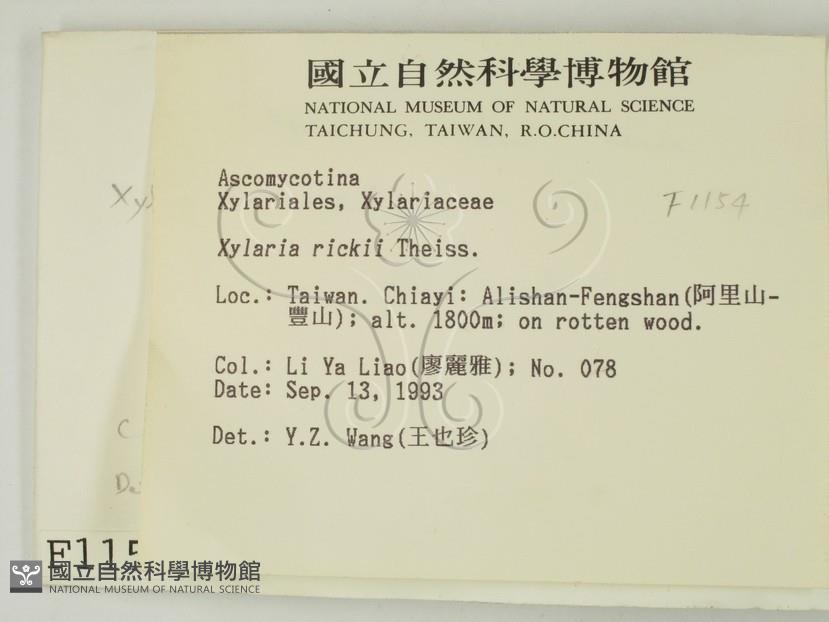 國立自然科學博物館
NATIONAL MUSEUM OF NATURAL SCIENCE
TAICHUNG, TAIWAN, R.O.CHINA
Ascomycotina
Xylariales, Xylariaceae
F1154
Xylaria rickii Theiss.
Loc.: Taiwan. Chiayi: Alishan-Fengshan(阿里山-
豐山); alt. 1800m; on rotten wood.
Col.: Li Ya Liao(廖麗雅); No. 078
Date: Sep. 13, 1993
Det.: Y.Z. Wang(王也珍)
Xy
C
De
F115
國立自然科學博物館
NATIONAL MUSEUM OF NATURAL SCIENCE